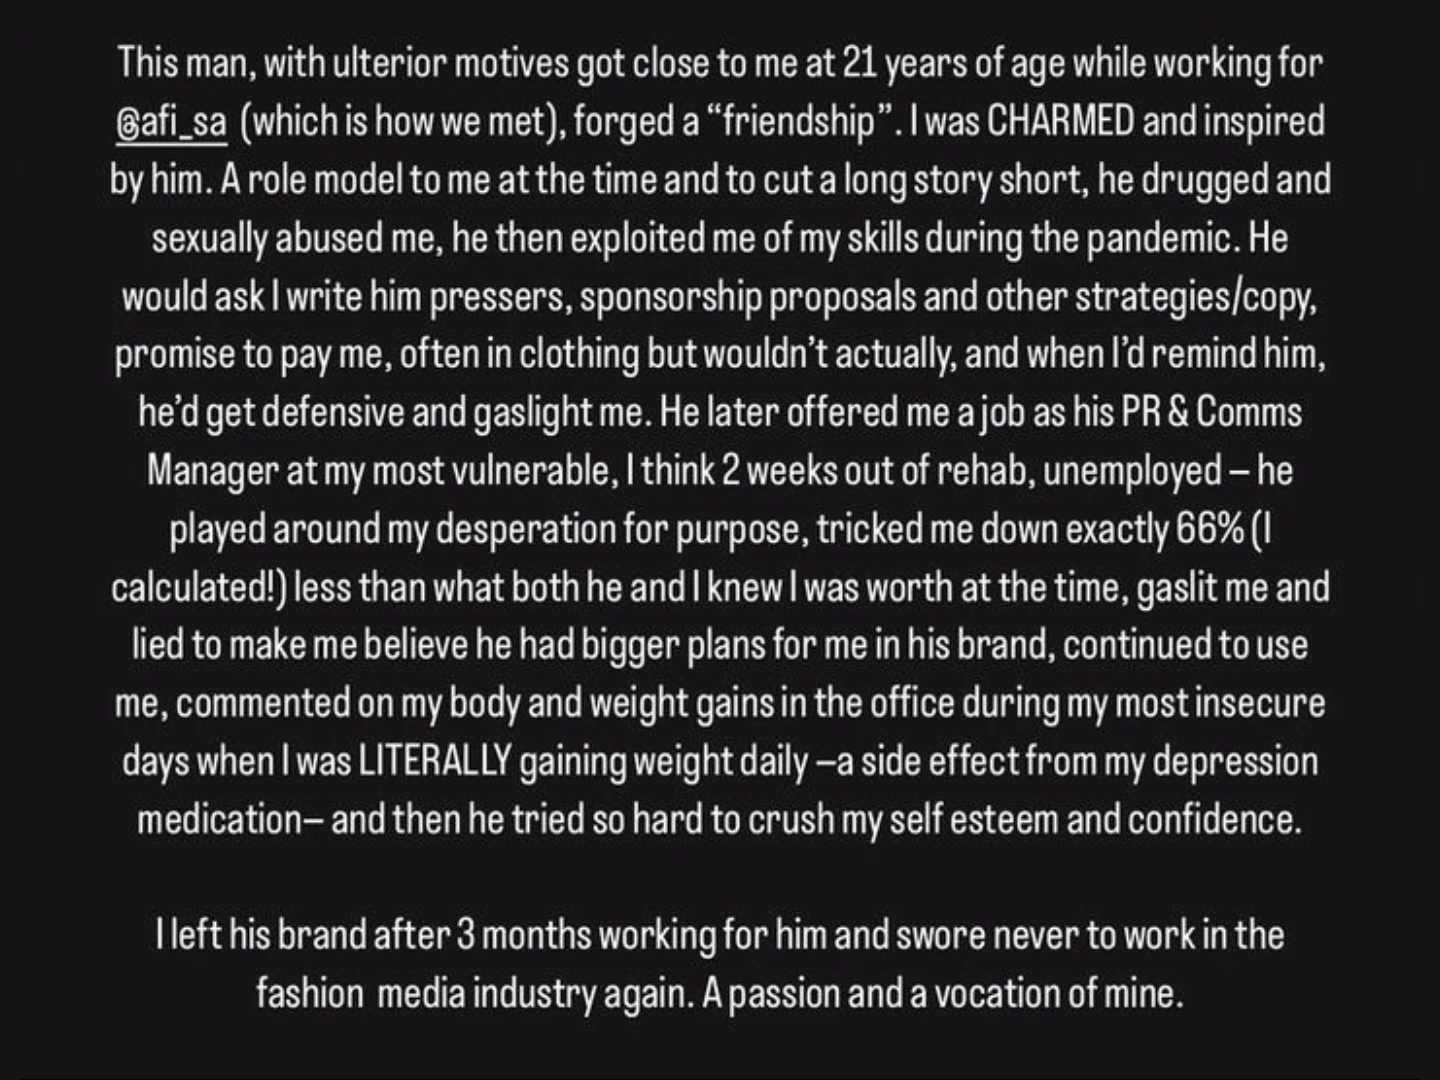 This man, with ulterior motives got close to me at 21 years of age while working for
@afi_sa (which is how we met), forged a “friendship”. I was CHARMED and inspired
by him. A role model to me at the time and to cut a long story short, he drugged and
sexually abused me, he then exploited me of my skills during the pandemic. He
would ask I write him pressers, sponsorship proposals and other strategies/copy,
promise to pay me, often in clothing but wouldn’t actually, and when I’d remind him,
he’d get defensive and gaslight me. He later offered me a job as his PR & Comms
Manager at my most vulnerable, I think 2 weeks out of rehab, unemployed – he
played around my desperation for purpose, tricked me down exactly 66% (I
calculated!) less than what both he and I knew I was worth at the time, gaslit me and
lied to make me believe he had bigger plans for me in his brand, continued to use
me, commented on my body and weight gains in the office during my most insecure
days when I was LITERALLY gaining weight daily –a side effect from my depression
medication– and then he tried so hard to crush my self esteem and confidence.
I left his brand after 3 months working for him and swore never to work in the
fashion media industry again. A passion and a vocation of mine.